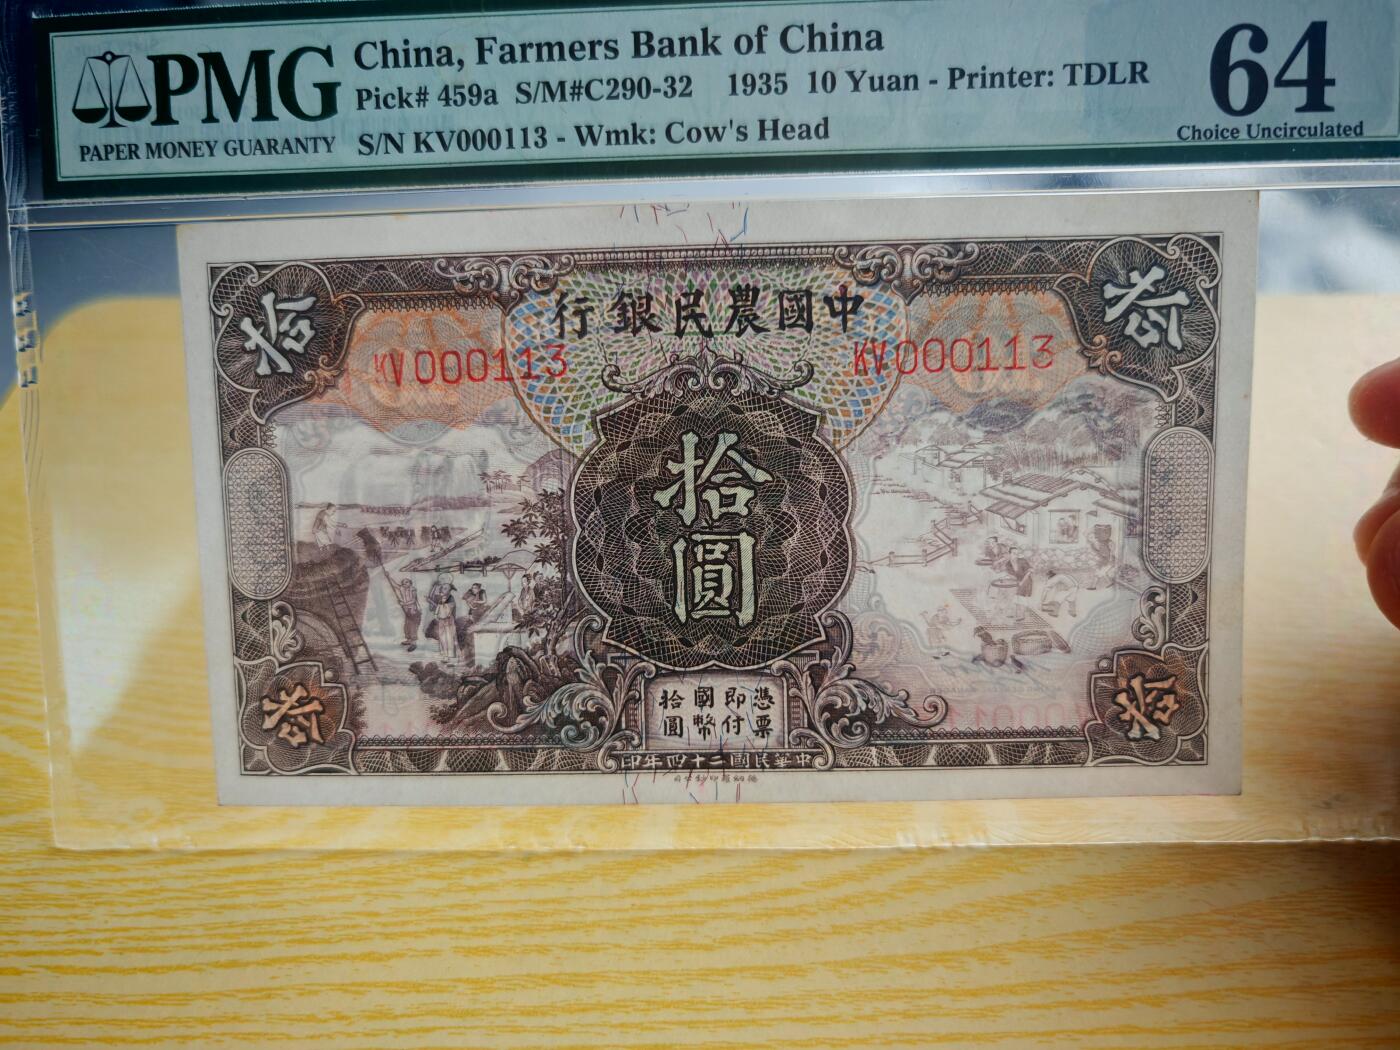 PMG
PAPER MONEY GUARANTY
China, Farmers Bank of China
Pick# 459a S/M#C290-32 1935 10 Yuan - Printer: TDLR
S/N KV000113 - Wmk: Cow's Head
64
Choice Uncirculated
拾
拾
行銀民農國中
KV000113
KV000113
拾
圓
拾國即憑
圓幣付票
拾
拾
印年四十二國民華中